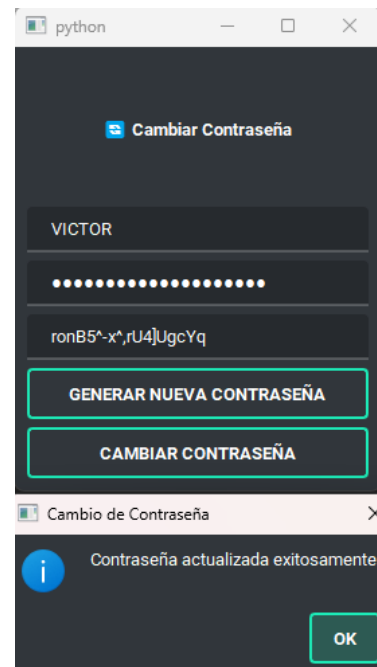 python
Cambiar Contraseña
VICTOR
●●●●●●●●●●●●●●●●●●●●
ronB5^-x^,rU4]UgcYq
GENERAR NUEVA CONTRASEÑA
CAMBIAR CONTRASEÑA
Cambio de Contraseña
Contraseña actualizada exitosamente
OK